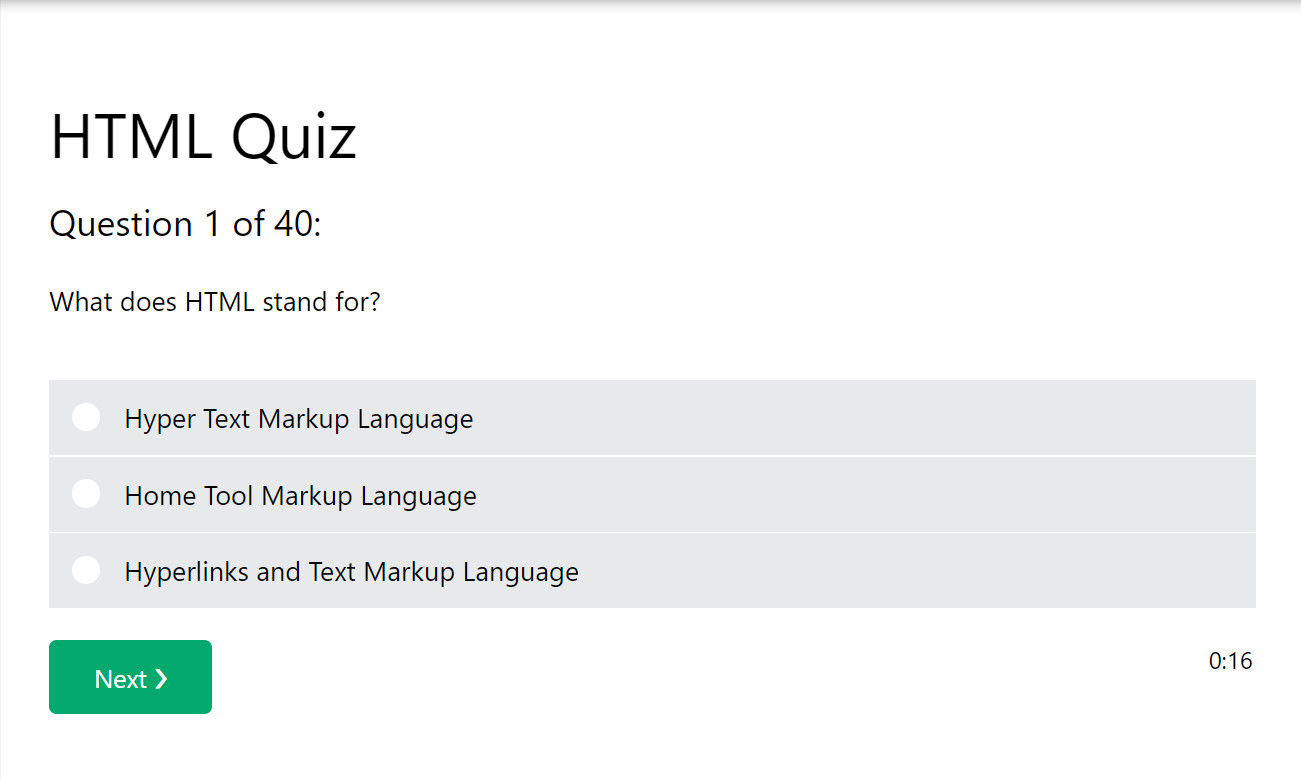 HTML Quiz
Question 1 of 40:
What does HTML stand for?
Hyper Text Markup Language
Home Tool Markup Language
Hyperlinks and Text Markup Language
Next ❯
0:16